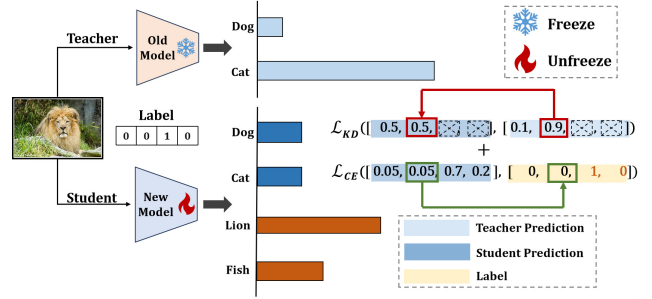 Teacher
Old
Model
Dog
Cat
Freeze
Unfreeze
Label
0 0 1 0
Dog
Cat
Lion
Fish
Student
New
Model
ℒKD([ 0.5, 0.5, ], [ 0.1, 0.9, , ])
+
ℒCE([ 0.05, 0.05, 0.7, 0.2 ], [ 0, 0, 1, 0])
Teacher Prediction
Student Prediction
Label